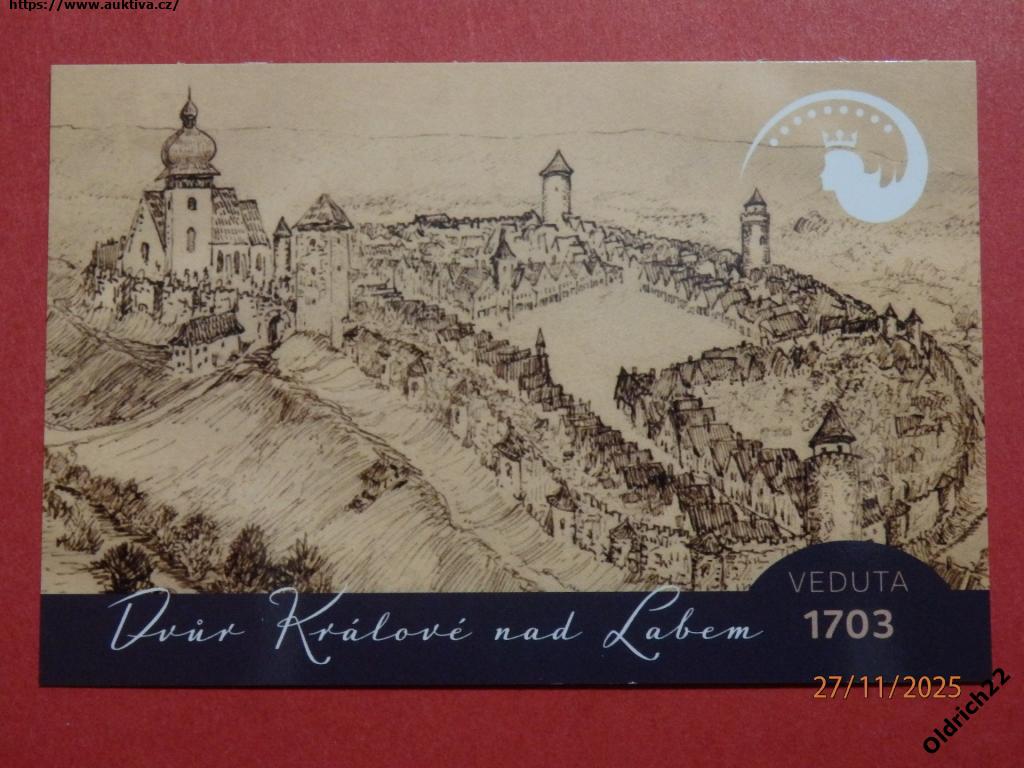 https://www.auktiva.cz/
VEDUTA
1703
Dvůr Králové nad Labem
27/11/2025
Oldrich22